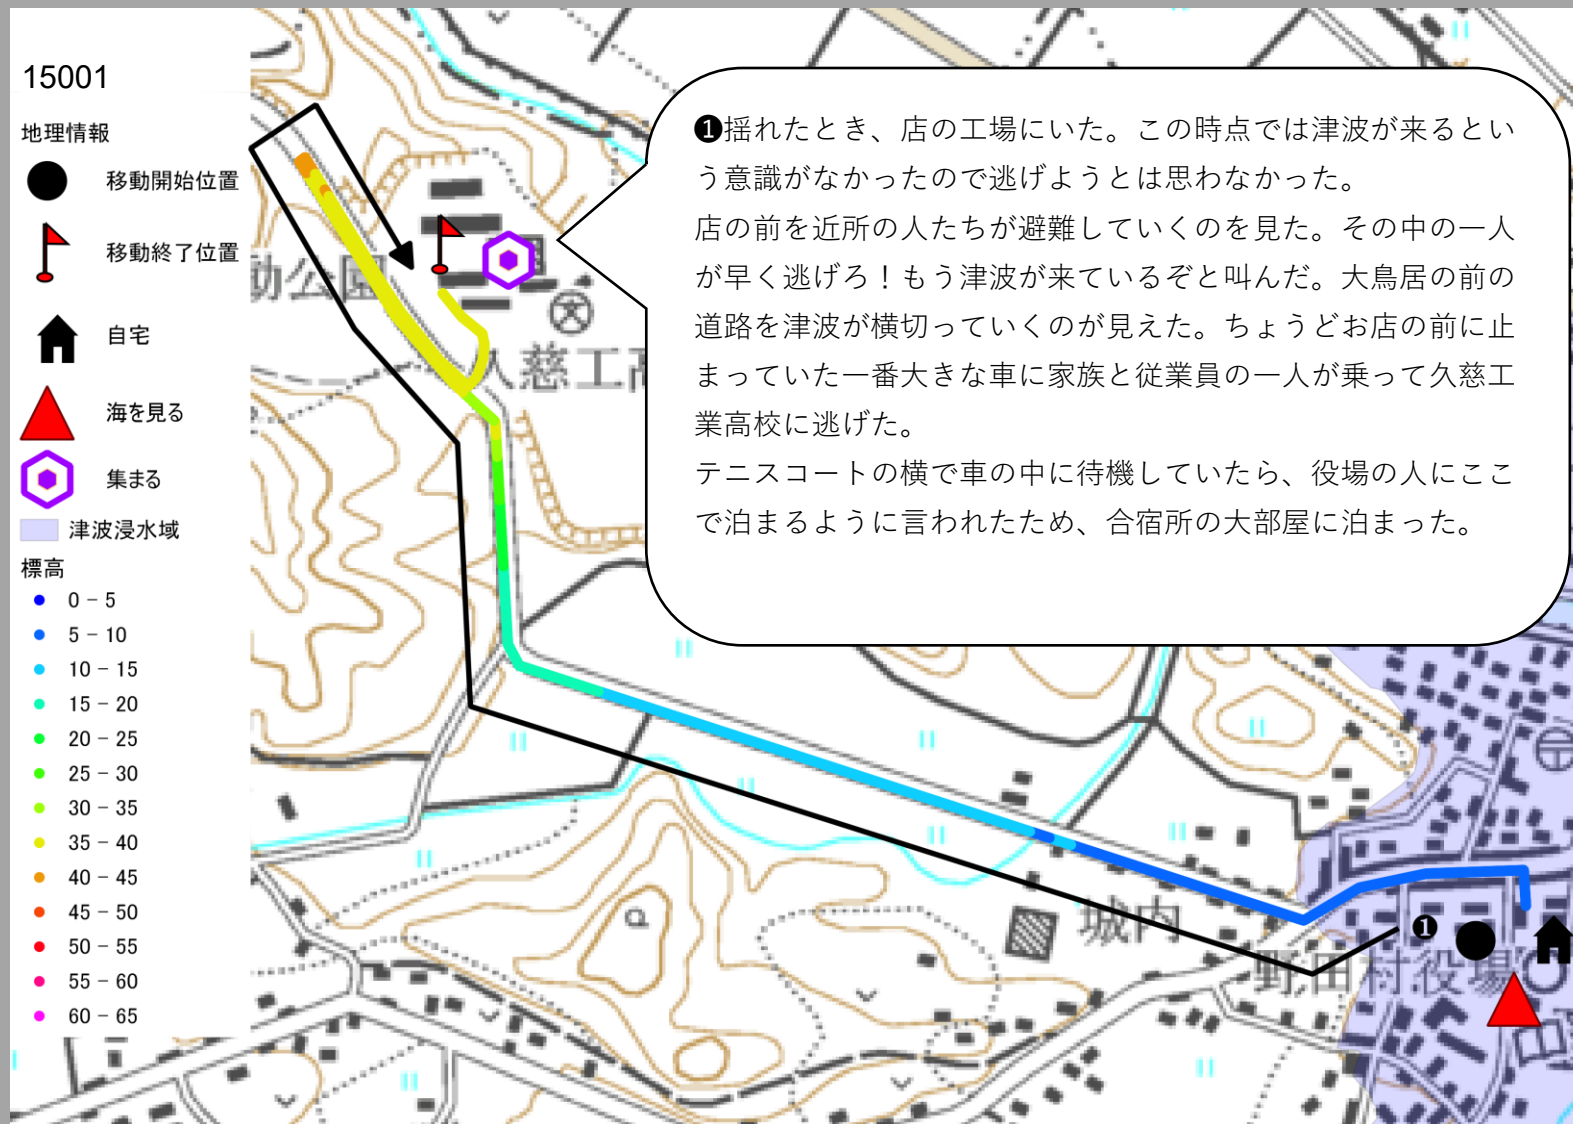 15001
地理情報
移動開始位置
移動終了位置
自宅
海を見る
集まる
津波浸水域
標高
0 – 5
5 – 10
10 – 15
15 – 20
20 – 25
25 – 30
30 – 35
35 – 40
40 – 45
45 – 50
50 – 55
55 – 60
60 – 65
❶揺れたとき、店の工場にいた。この時点では津波が来るとい
う意識がなかったので逃げようとは思わなかった。
店の前を近所の人たちが避難していくのを見た。その中の一人
が早く逃げろ！もう津波が来ているぞと叫んだ。大鳥居の前の
道路を津波が横切っていくのが見えた。ちょうどお店の前に止
まっていた一番大きな車に家族と従業員の一人が乗って久慈工
業高校に逃げた。
テニスコートの横で車の中に待機していたら、役場の人にここ
で泊まるように言われたため、合宿所の大部屋に泊まった。
動公園
久慈工高
城内
❶
野田村役場